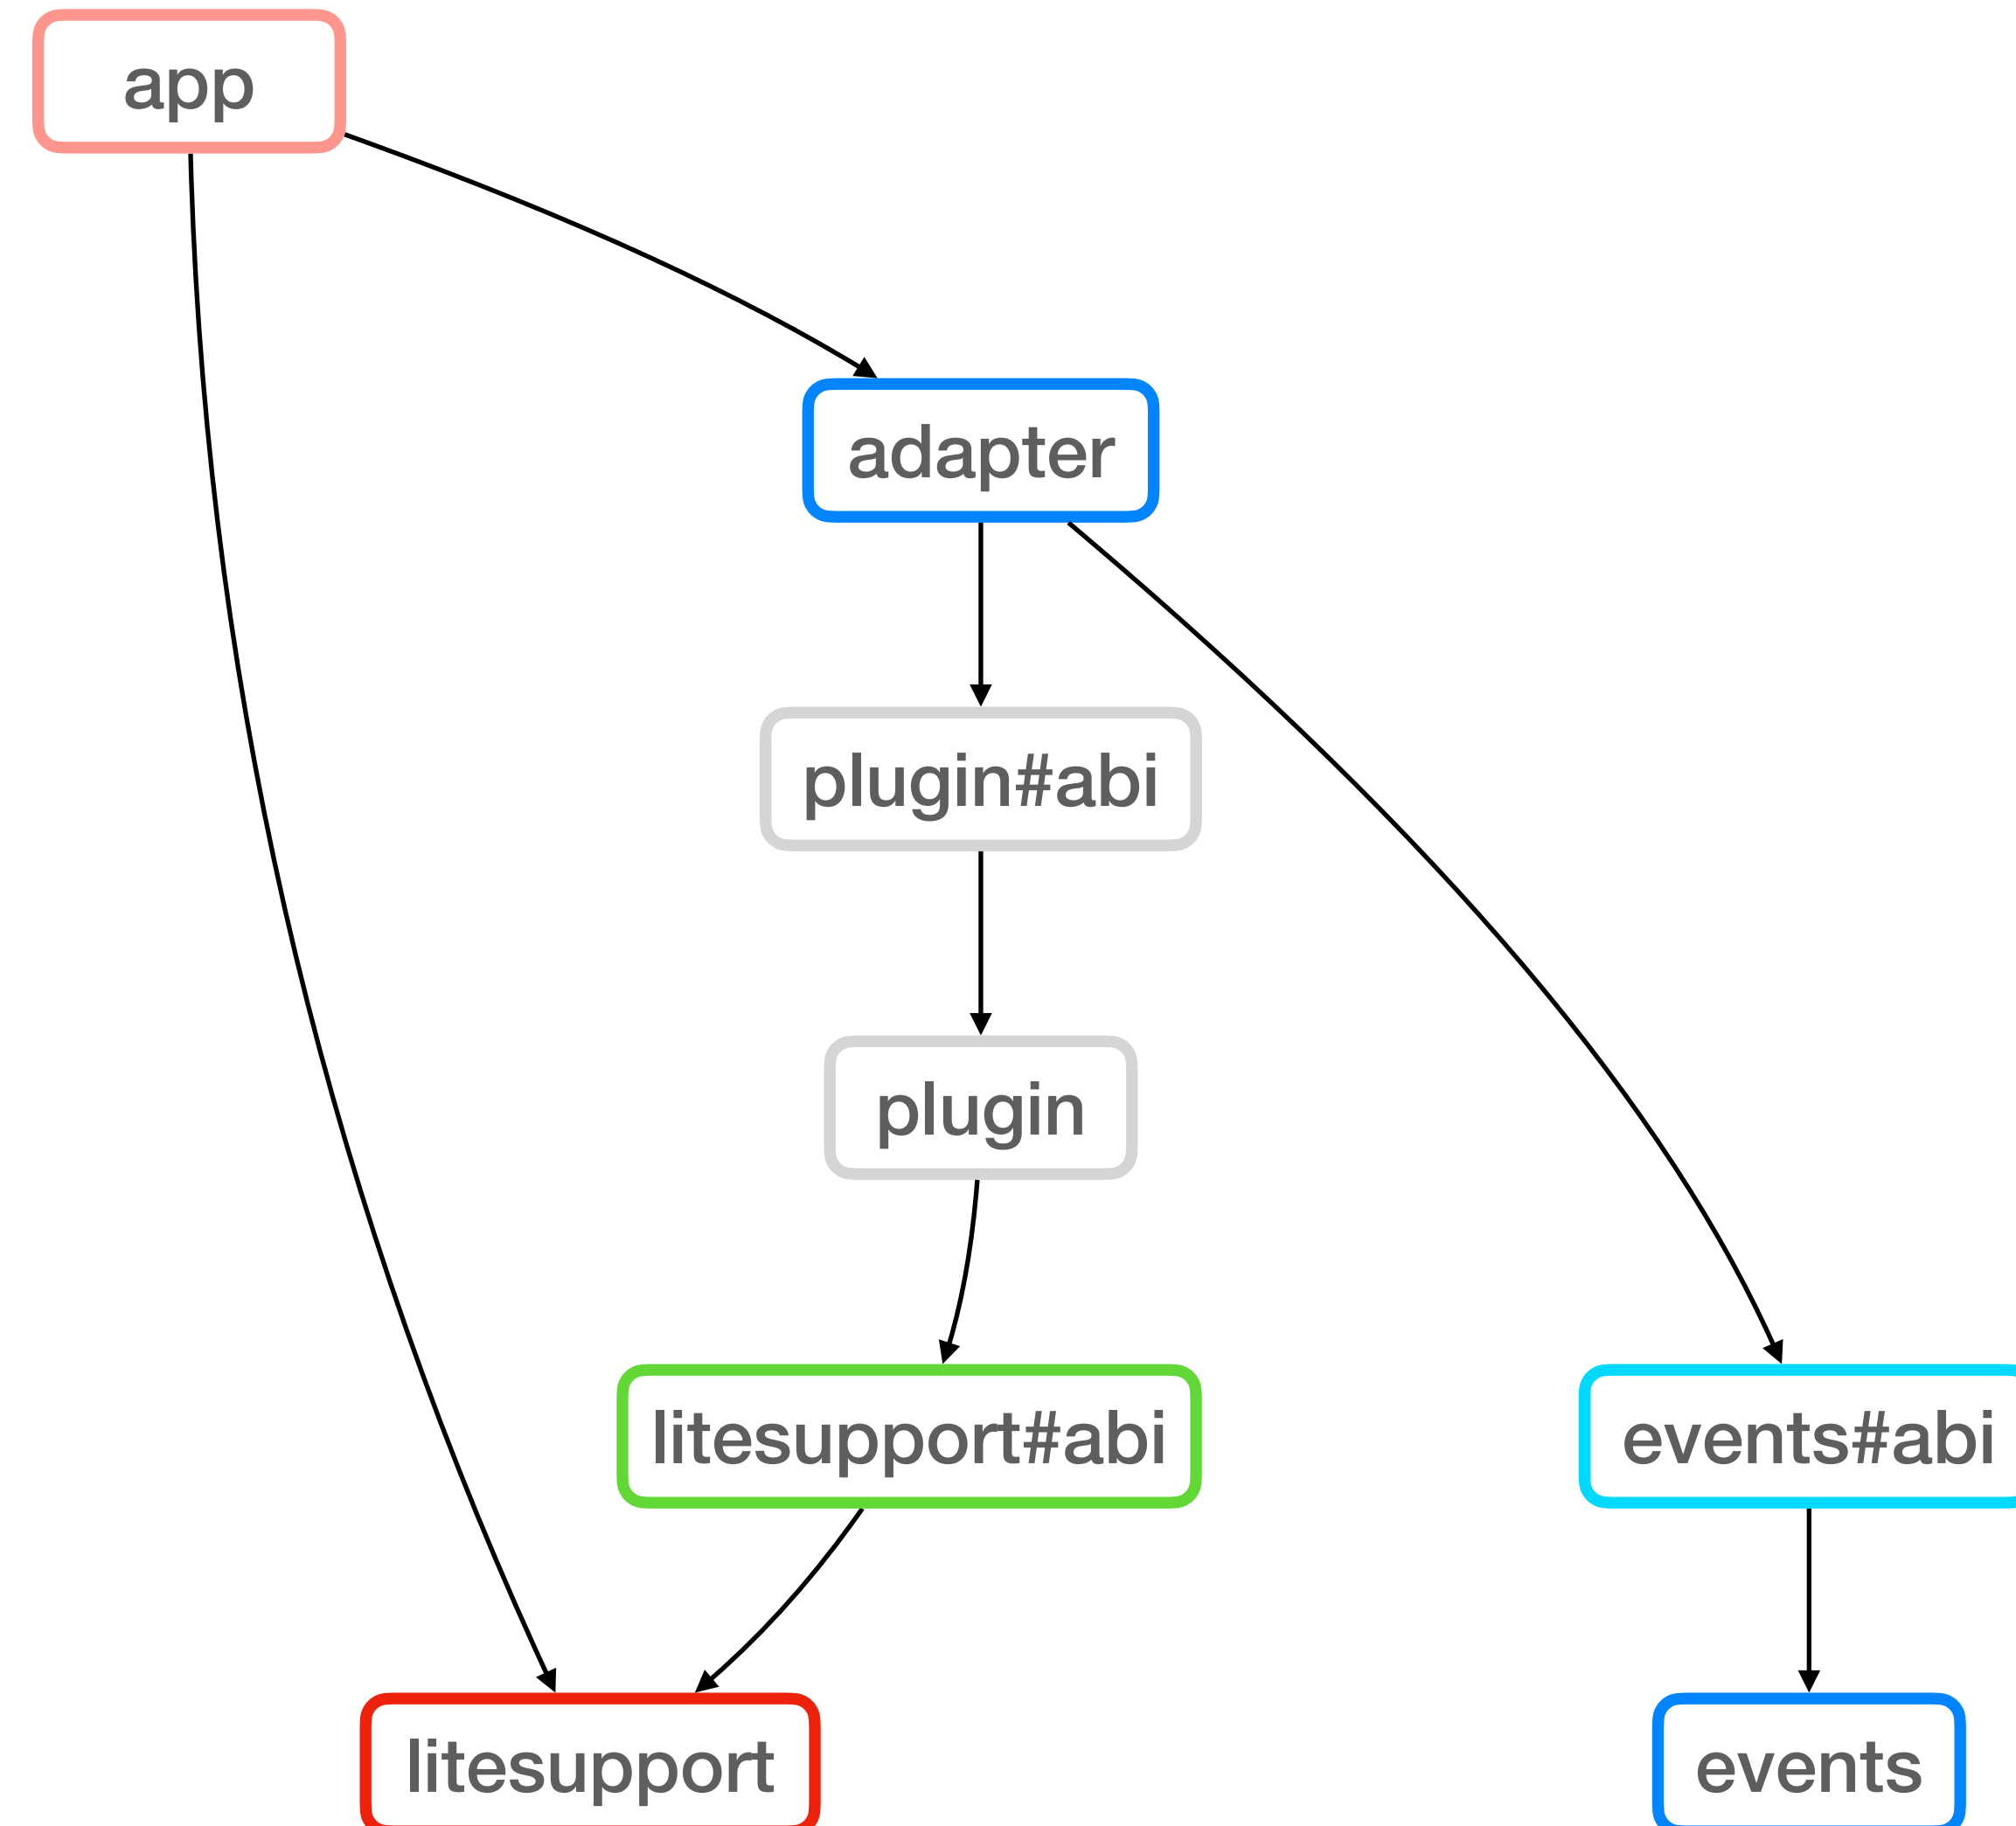 app
adapter
plugin#abi
plugin
litesupport#abi
events#abi
litesupport
events